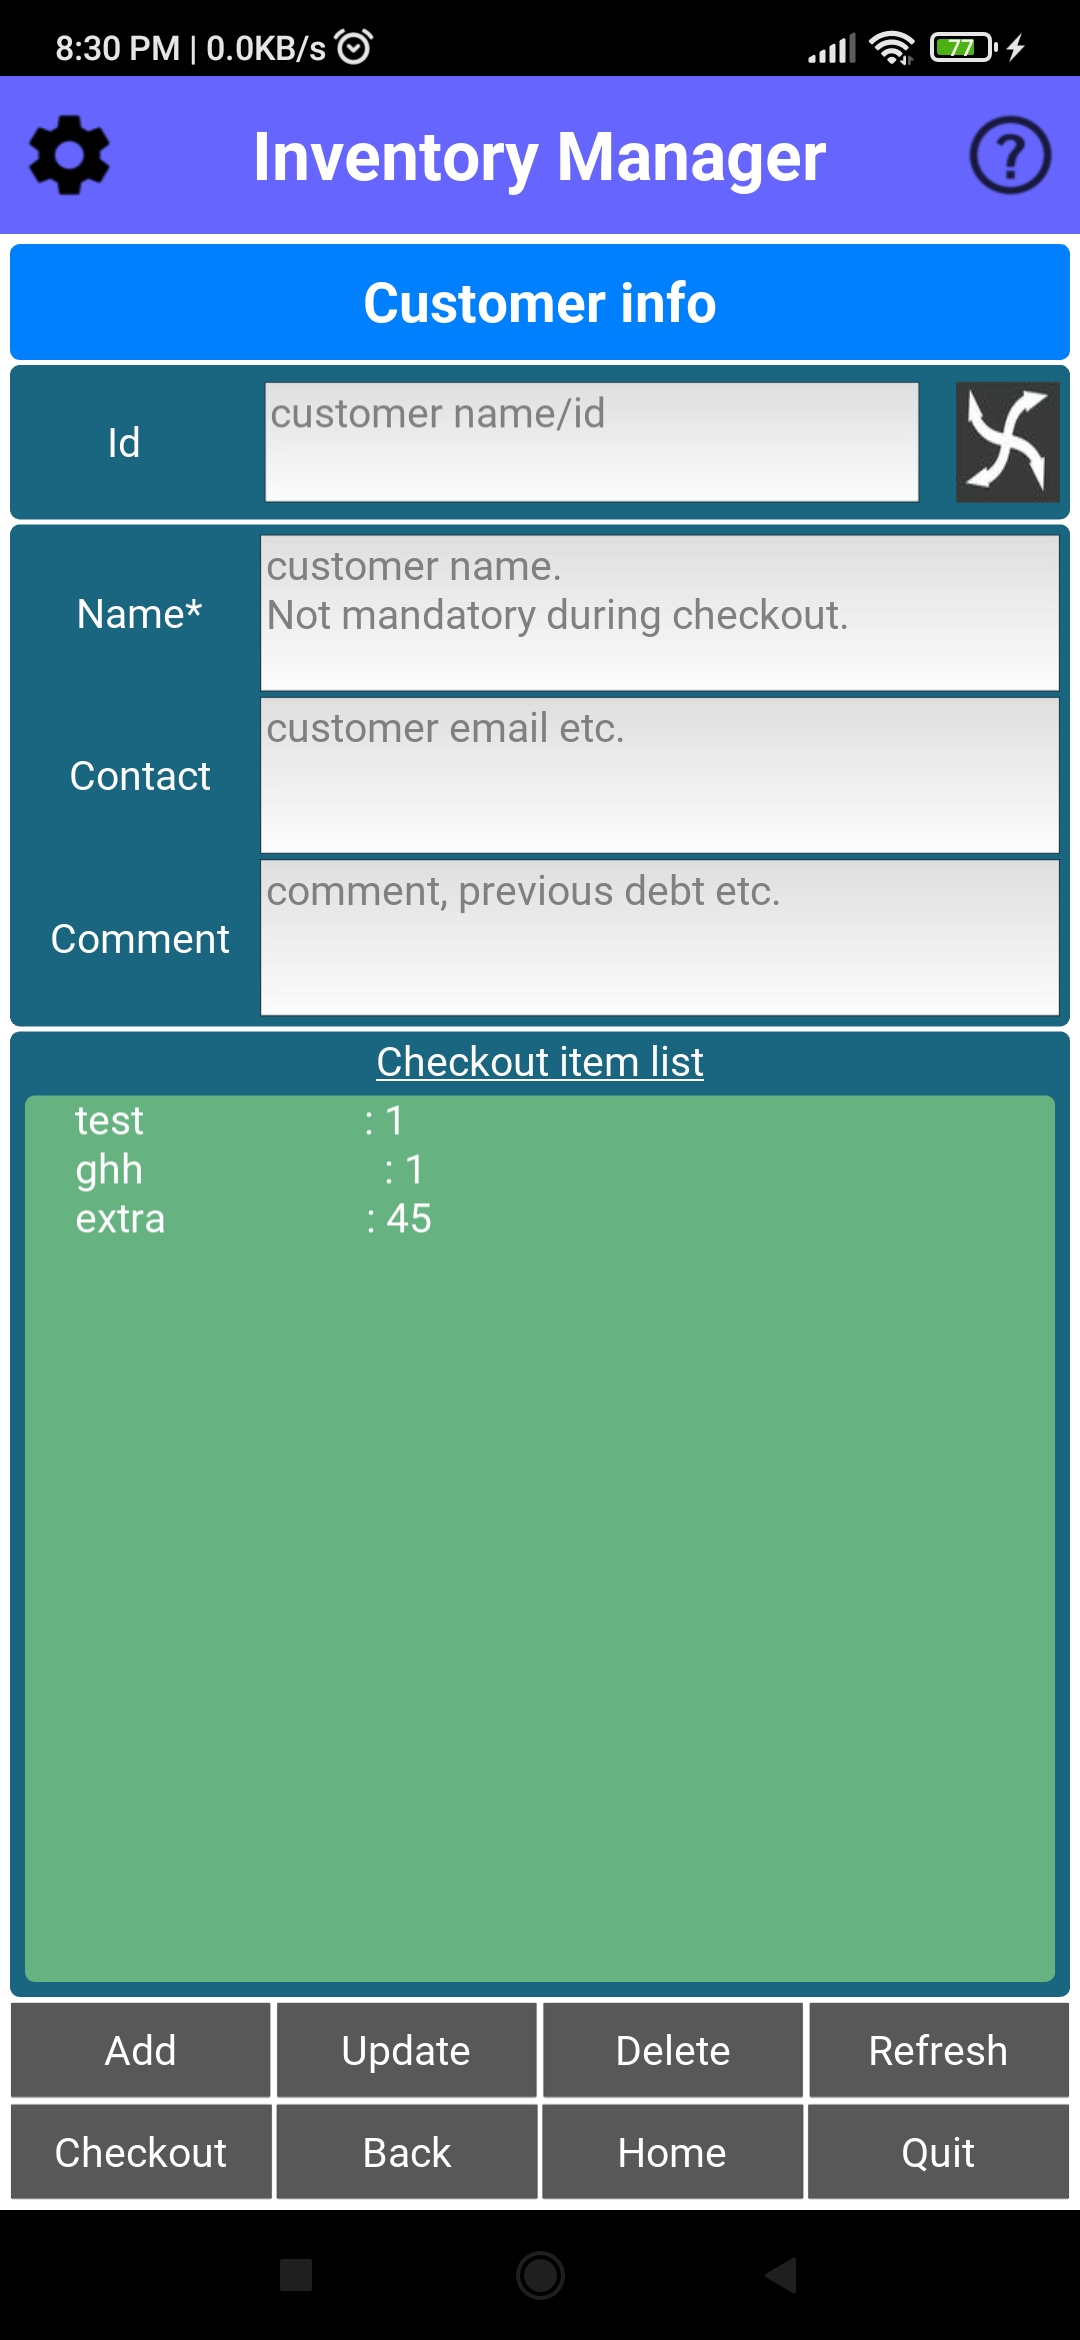 8:30 PM | 0.0KB/s
77
Inventory Manager
?
Customer info
Id
customer name/id
Name*
customer name.
Not mandatory during checkout.
Contact
customer email etc.
Comment
comment, previous debt etc.
Checkout item list
test : 1
ghh : 1
extra : 45
Add Update Delete Refresh
Checkout Back Home Quit